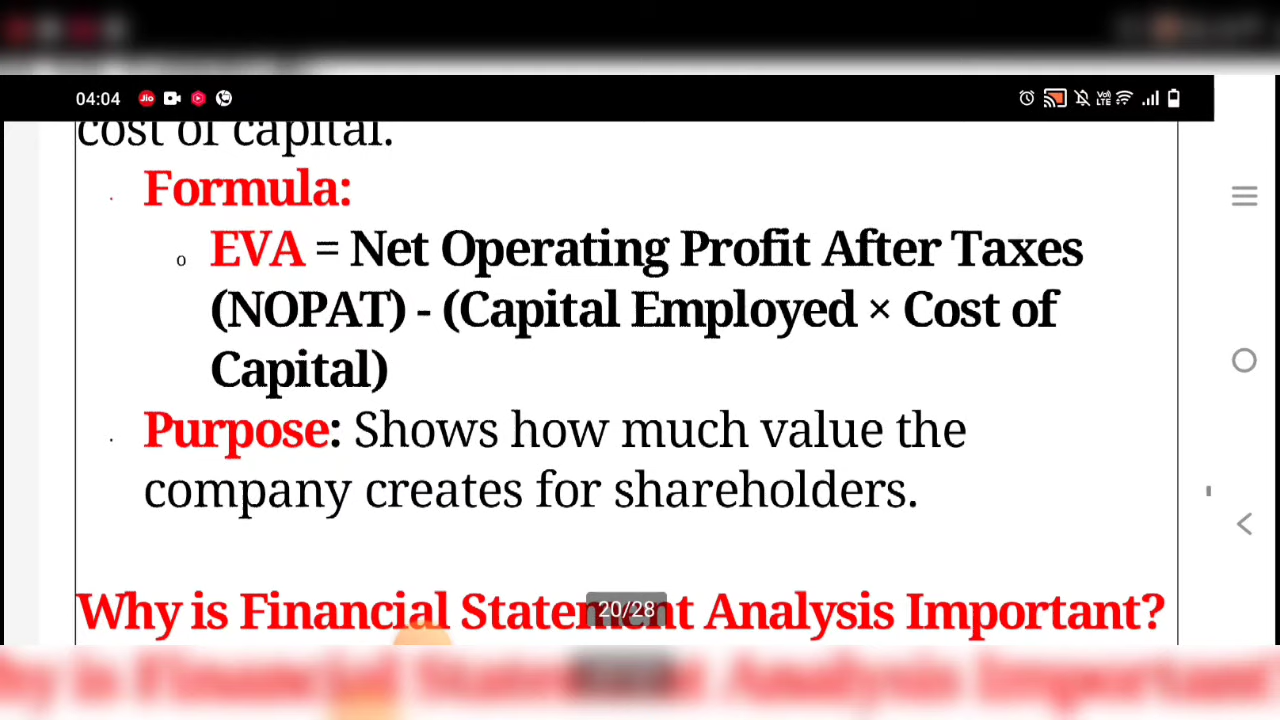 04:04
cost of capital.
Formula:
o EVA = Net Operating Profit After Taxes
(NOPAT) - (Capital Employed × Cost of
Capital)
Purpose: Shows how much value the
company creates for shareholders.
Why is Financial Statement Analysis Important?
20/28